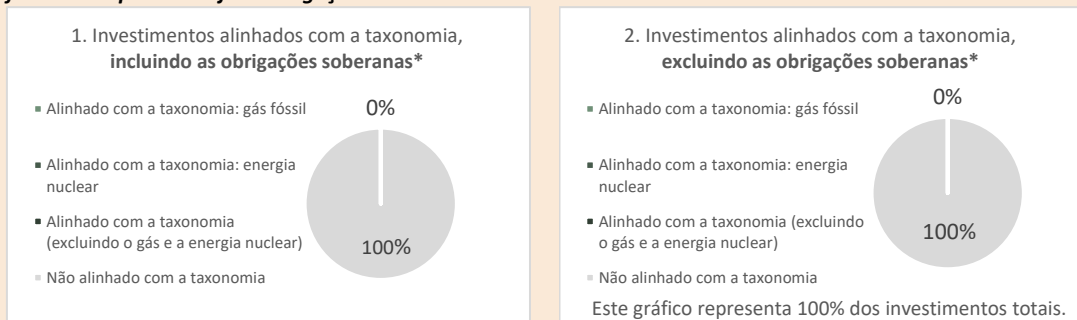 1. Investimentos alinhados com a taxonomia,
incluindo as obrigações soberanas*
Alinhado com a taxonomia: gás fóssil
0%
Alinhado com a taxonomia: energia
nuclear
Alinhado com a taxonomia
(excluindo o gás e a energia nuclear)
100%
Não alinhado com a taxonomia
2. Investimentos alinhados com a taxonomia,
excluindo as obrigações soberanas*
Alinhado com a taxonomia: gás fóssil
0%
Alinhado com a taxonomia: energia
nuclear
Alinhado com a taxonomia (excluindo
o gás e a energia nuclear)
100%
Não alinhado com a taxonomia
Este gráfico representa 100% dos investimentos totais.